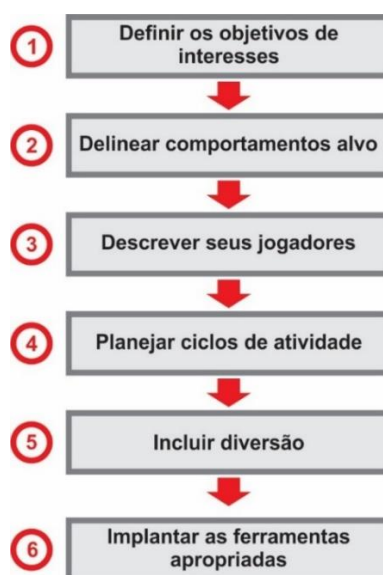 1
Definir os objetivos de
interesses
2
Delinear comportamentos alvo
3
Descrever seus jogadores
4
Planejar ciclos de atividade
5
Incluir diversão
6
Implantar as ferramentas
apropriadas